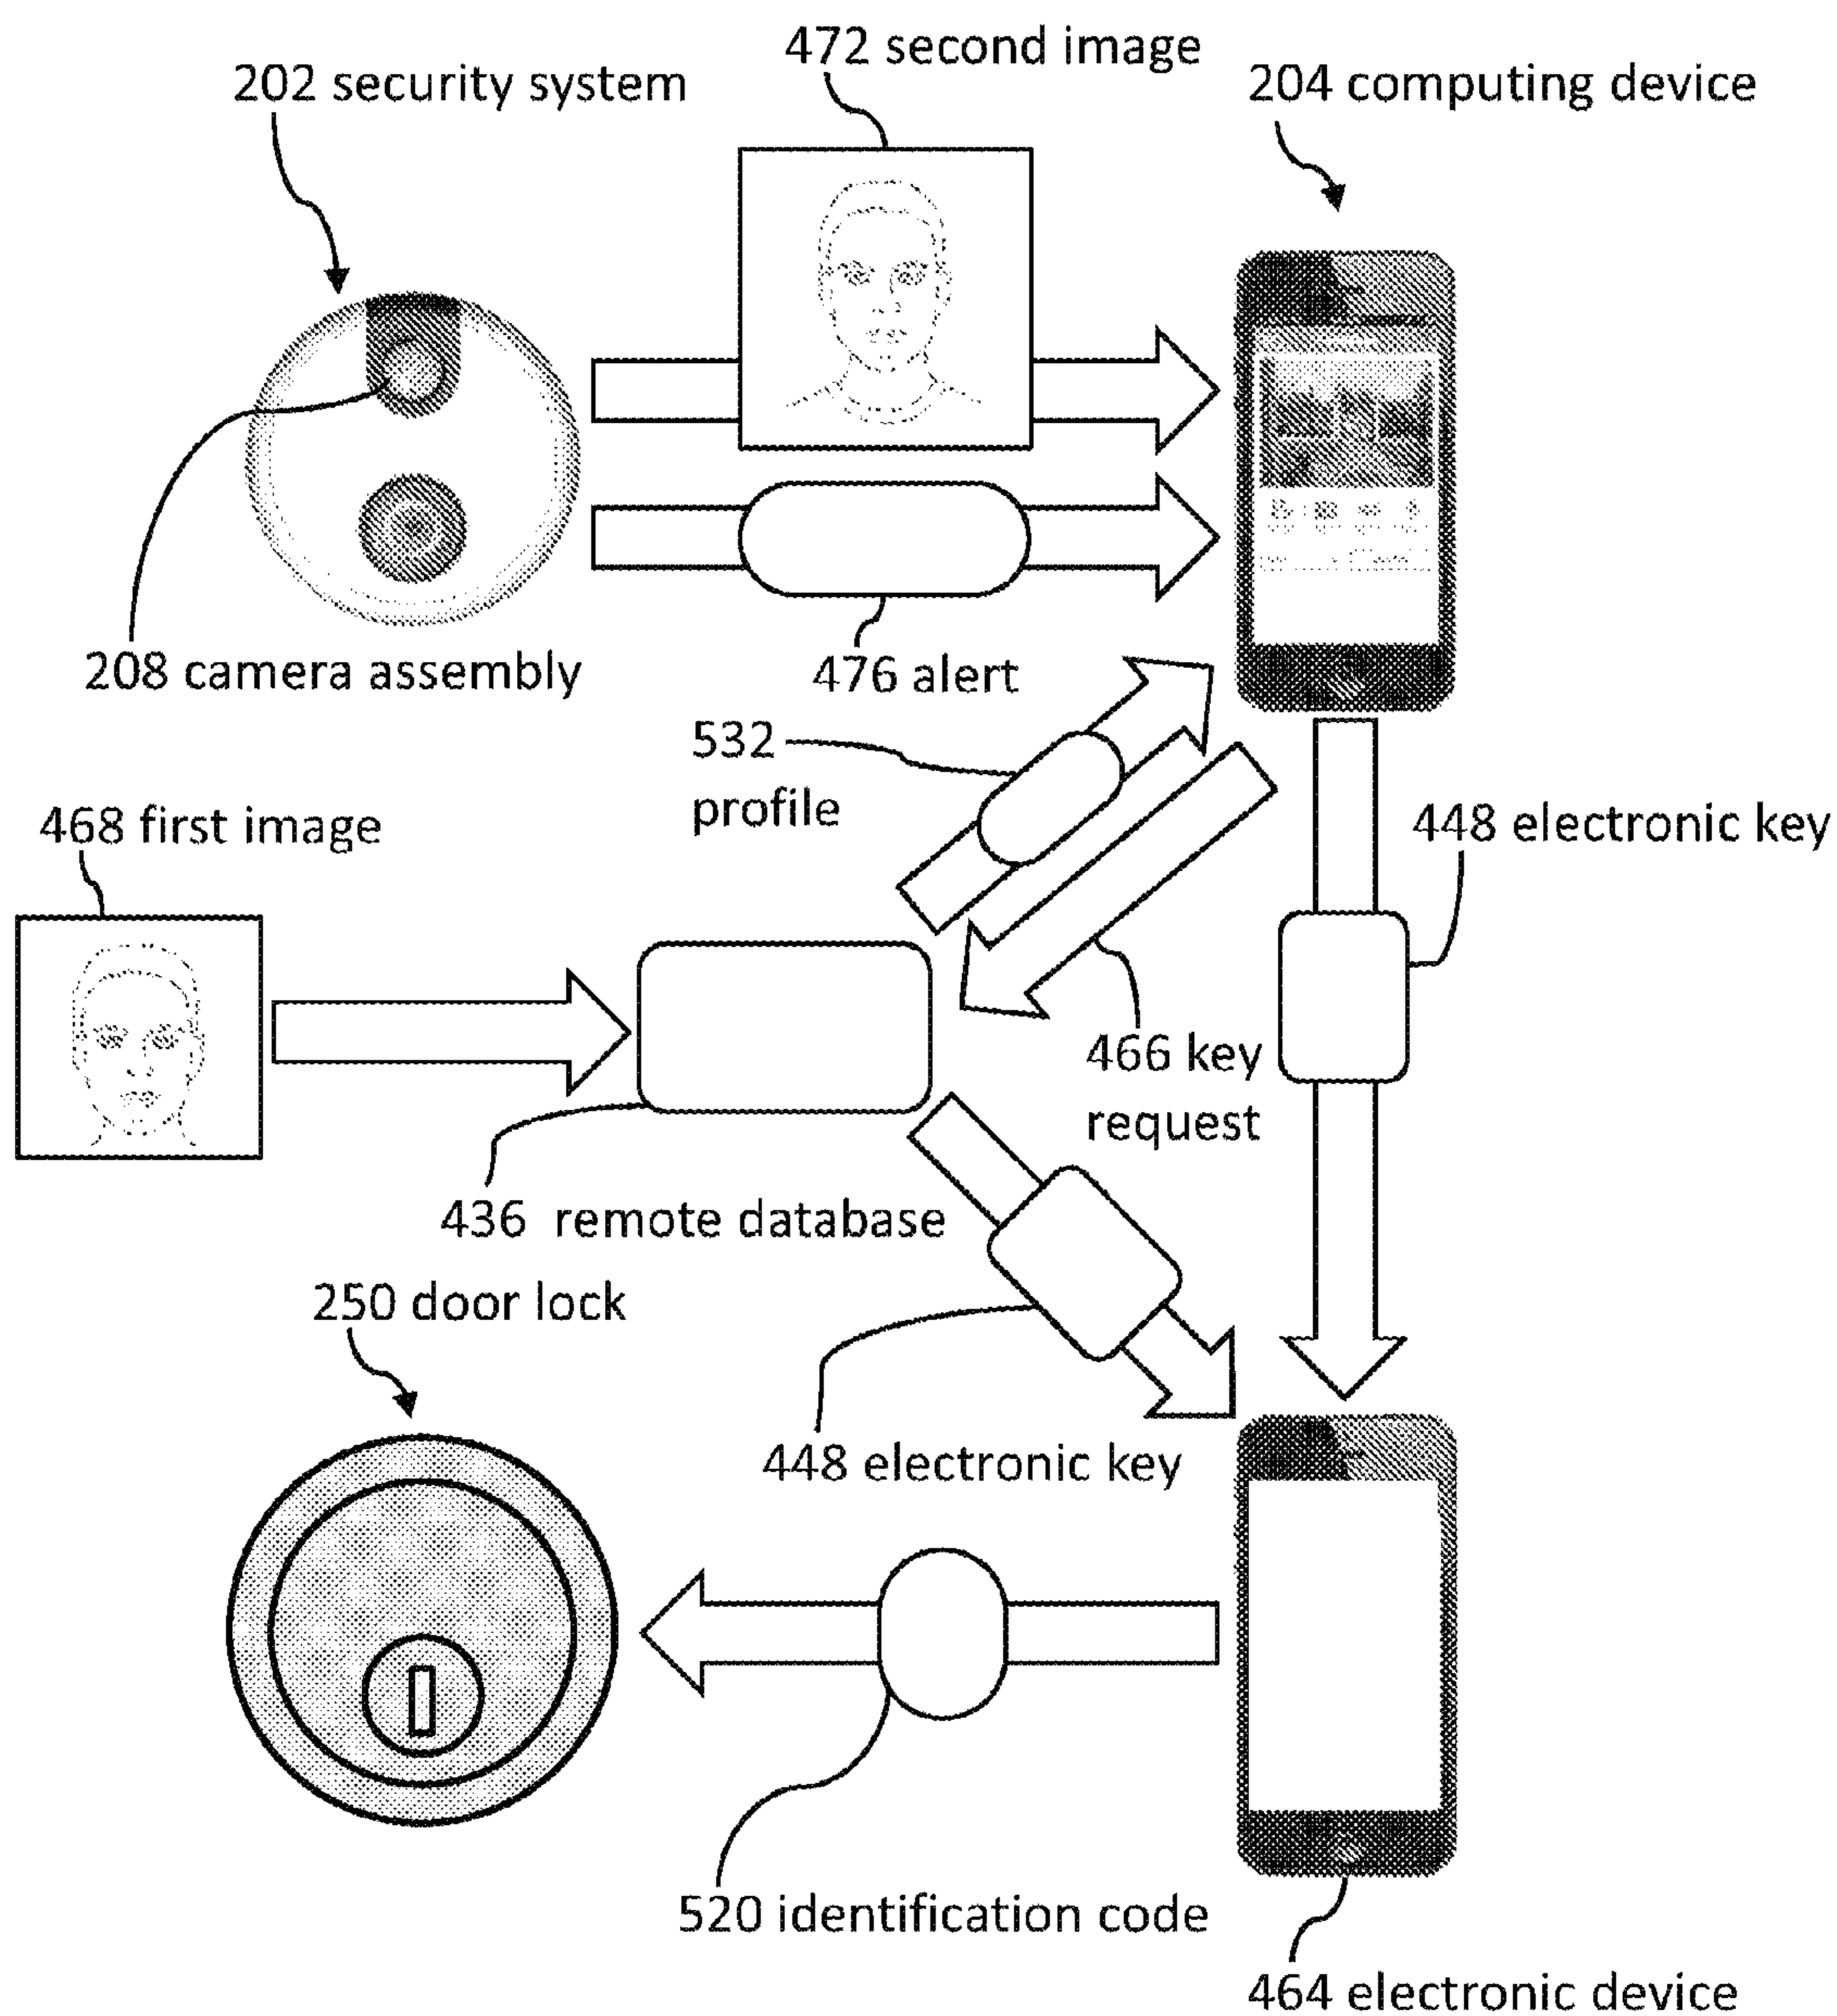 472 second image
202 security system
204 computing device
208 camera assembly
476 alert
532
profile
468 first image
448 electronic key
466 key
request
436 remote database
250 door lock
448 electronic key
520 identification code
464 electronic device